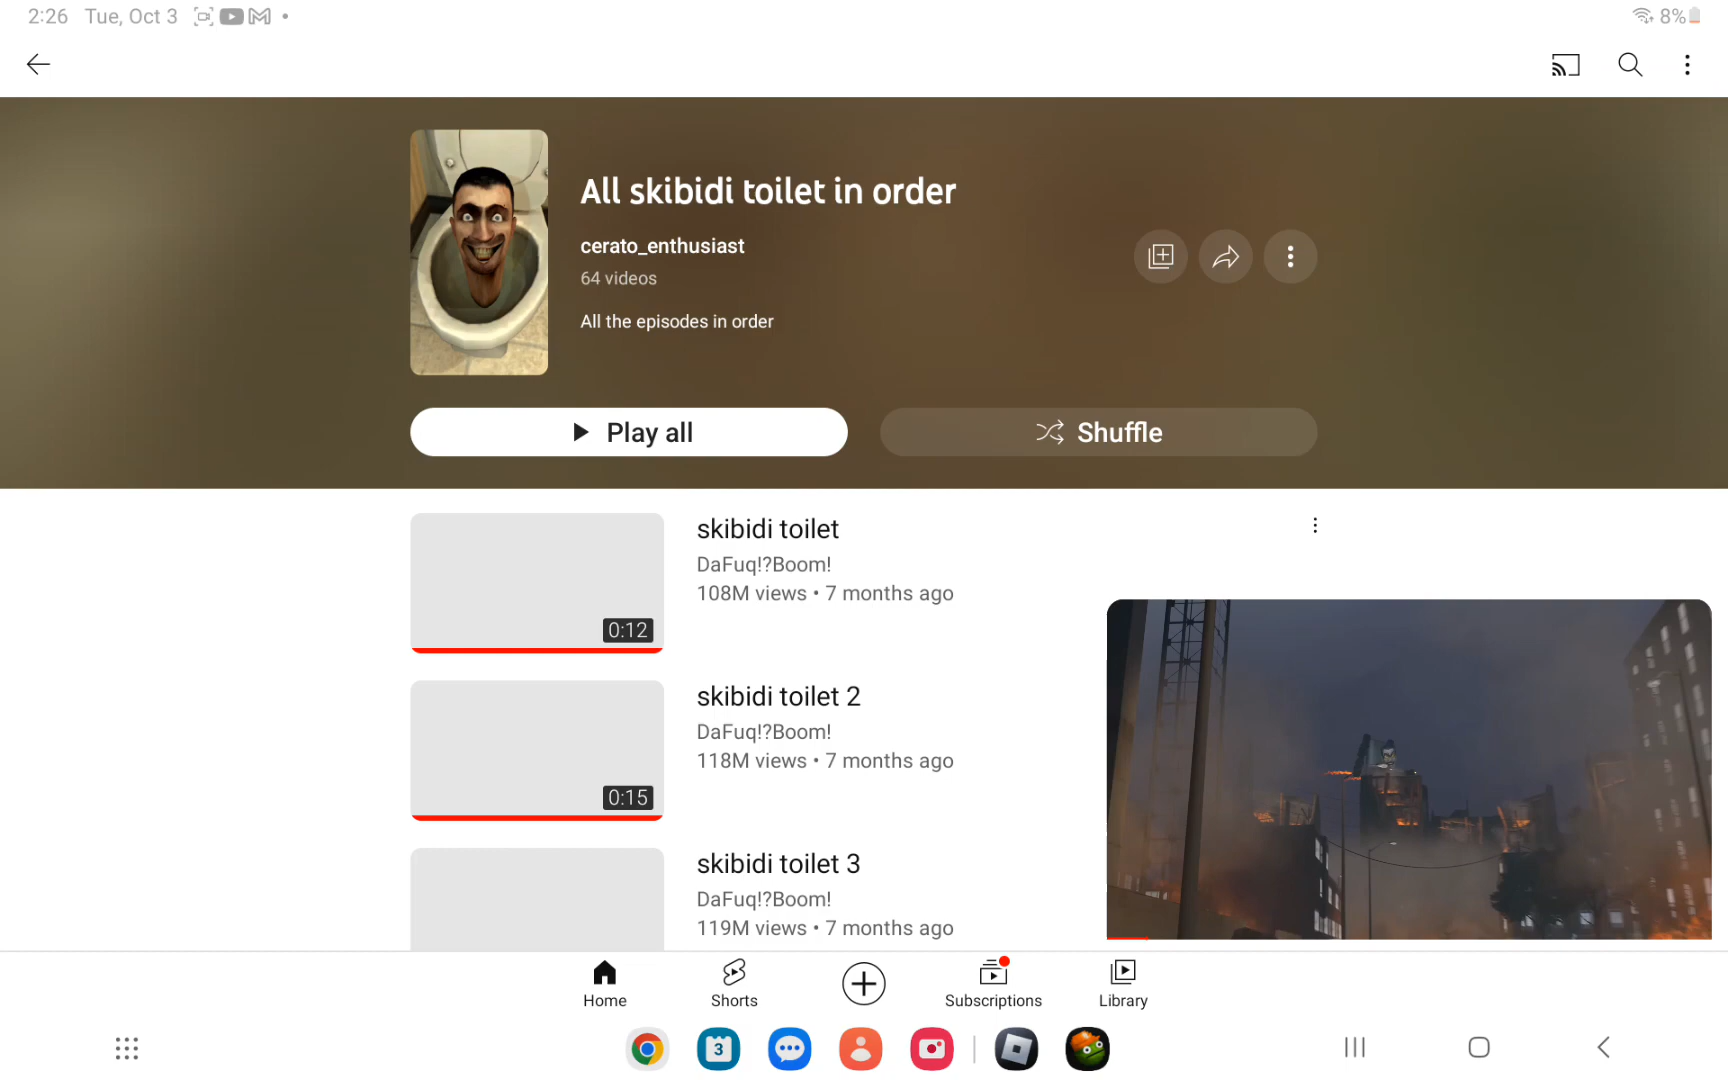 2:26 Tue, Oct 3
8%
All skibidi toilet in order
cerato_enthusiast
64 videos
All the episodes in order
Play all
Shuffle
skibidi toilet
DaFuq!?Boom!
108M views • 7 months ago
0:12
skibidi toilet 2
DaFuq!?Boom!
118M views • 7 months ago
0:15
skibidi toilet 3
DaFuq!?Boom!
119M views • 7 months ago
Home
Shorts
Subscriptions
Library
3